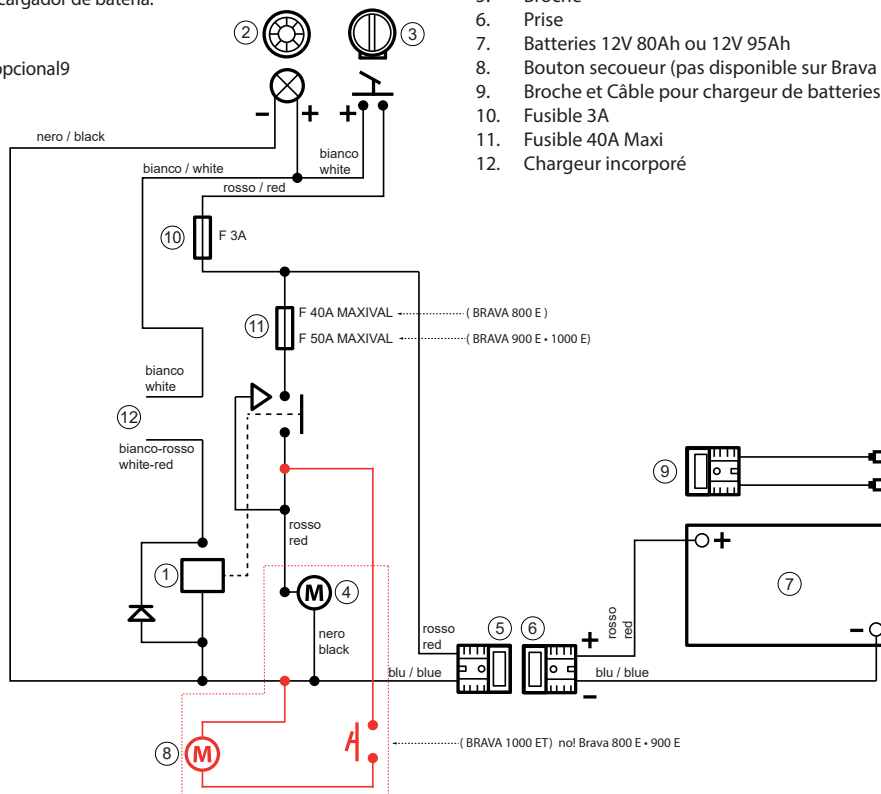 cargador de batería.
opcional9
5. Broche
6. Prise
7. Batteries 12V 80Ah ou 12V 95Ah
8. Bouton secoueur (pas disponible sur Brava
9. Broche et Câble pour chargeur de batteries
10. Fusible 3A
11. Fusible 40A Maxi
12. Chargeur incorporé
2
3
- + +
nero / black
bianco / white
bianco
white
rosso / red
10
F 3A
11
F 40A MAXIVAL
( BRAVA 800 E )
F 50A MAXIVAL
( BRAVA 900 E • 1000 E)
bianco
white
12
bianco-rosso
white-red
9
rosso
red
1
M
4
nero
black
rosso
red
5
6
+
rosso
red
+
7
-
blu / blue
blu / blue
-
8
M
( BRAVA 1000 ET) no! Brava 800 E • 900 E